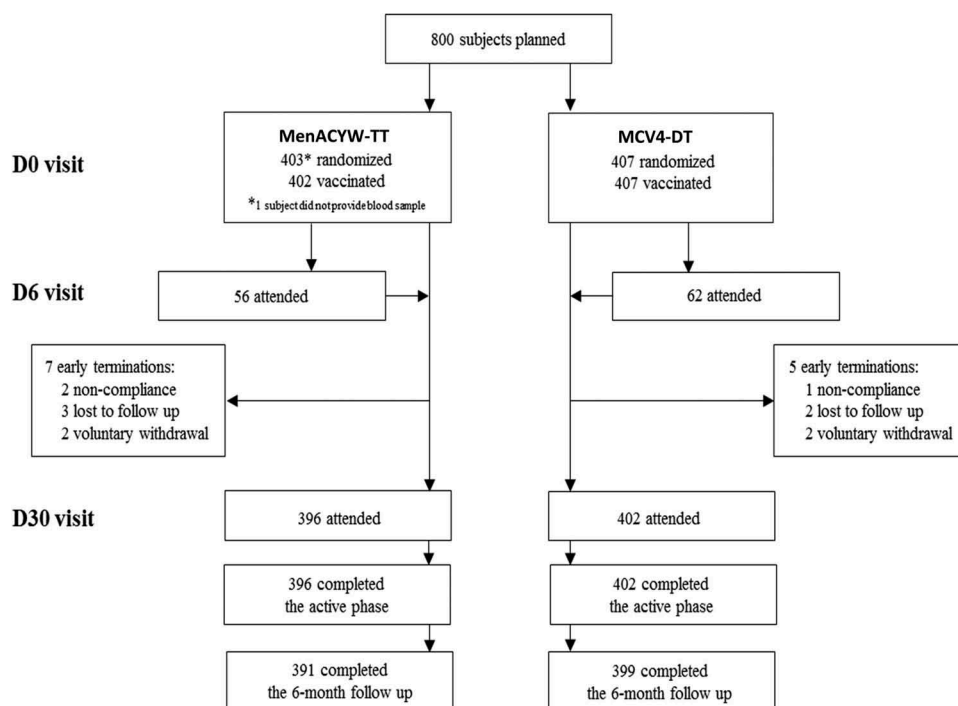 800 subjects planned
D0 visit
MenACYW-TT
403* randomized
402 vaccinated
*1 subject did not provide blood sample
MCV4-DT
407 randomized
407 vaccinated
D6 visit
56 attended
62 attended
7 early terminations:
2 non-compliance
3 lost to follow up
2 voluntary withdrawal
5 early terminations:
1 non-compliance
2 lost to follow up
2 voluntary withdrawal
D30 visit
396 attended
402 attended
396 completed
the active phase
402 completed
the active phase
391 completed
the 6-month follow up
399 completed
the 6-month follow up